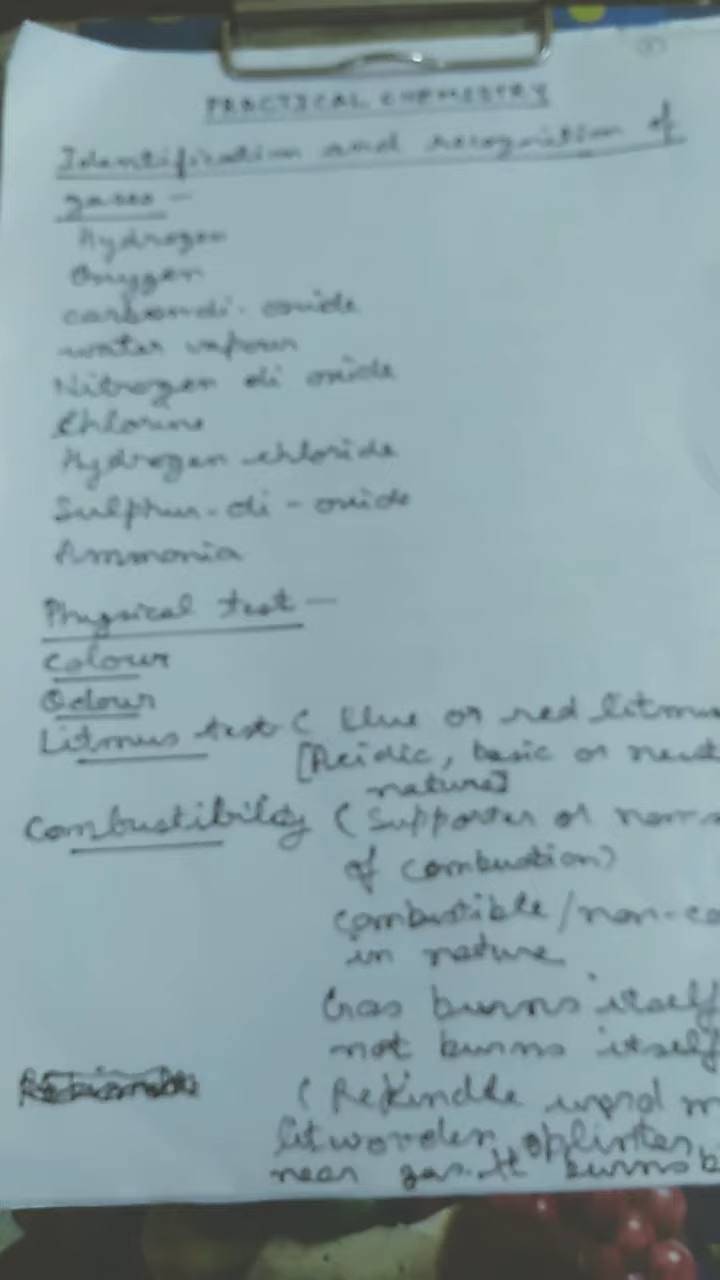 PRACTICAL CHEMISTRY
Identification and recognition of
gases —
Hydrogen
Oxygen
carbondi-oxide
water vapour
Nitrogen di oxide
Chlorine
Hydrogen chloride
Sulphur-di-oxide
Ammonia
Physical test —
Colour
Odour
Litmus test ( Blue or red litmus
[Acidic, basic or
nature]
Combustibility (Supporter or
of combustion)
combustible/non-co
in nature
Gas burns itself
not burns itself
(Rekindle word m
lit wooden splinter
near gas. It burns b